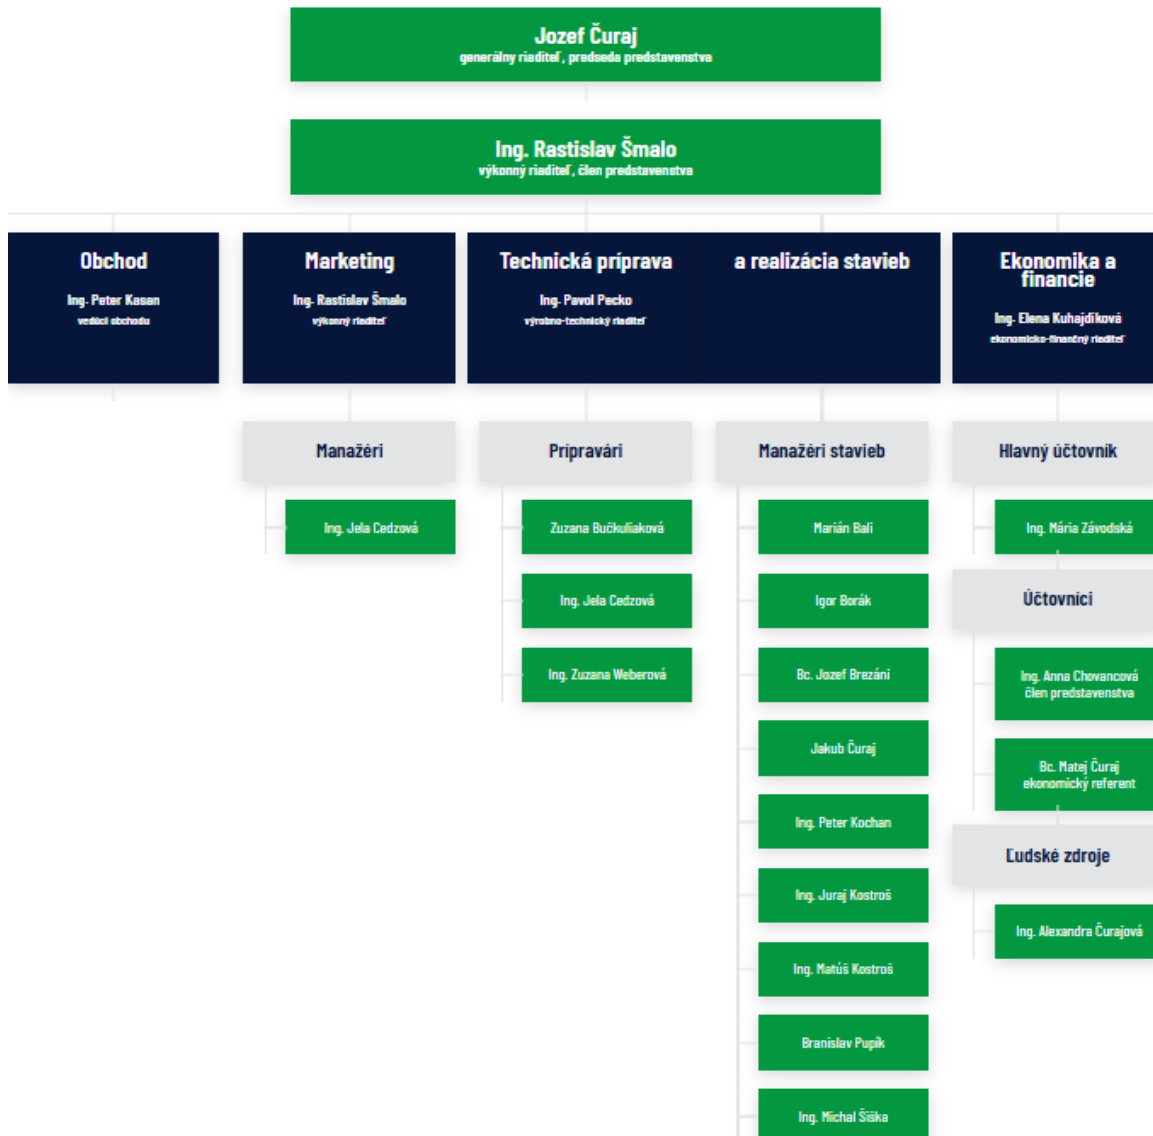 Jozef Čuraj
generálny riaditeľ, predseda predstavenstva
Ing. Rastislav Šmalo
výkonný riaditeľ, člen predstavenstva
Obchod
Ing. Peter Kasan
vedúci obchodu
Marketing
Ing. Rastislav Šmalo
výkonný riaditeľ
Technická príprava
Ing. Pavol Pecko
výrobno-technický riaditeľ
a realizácia stavieb
Ekonomika a
financie
Ing. Elena Kuhajdíková
ekonomicko-finančný riaditeľ
Manažéri
Ing. Jela Cedzová
Prípravári
Zuzana Bučkuliaková
Ing. Jela Cedzová
Ing. Zuzana Weberová
Manažéri stavieb
Marián Bali
Igor Borák
Bc. Jozef Brezáni
Jakub Čuraj
Ing. Peter Kochan
Ing. Juraj Kostroš
Ing. Matúš Kostroš
Branislav Pupík
Ing. Michal Šiška
Hlavný účtovník
Ing. Mária Závodská
Účtovníci
Ing. Anna Chovancová
člen predstavenstva
Bc. Matej Čuraj
ekonomický referent
Ľudské zdroje
Ing. Alexandra Čurajová